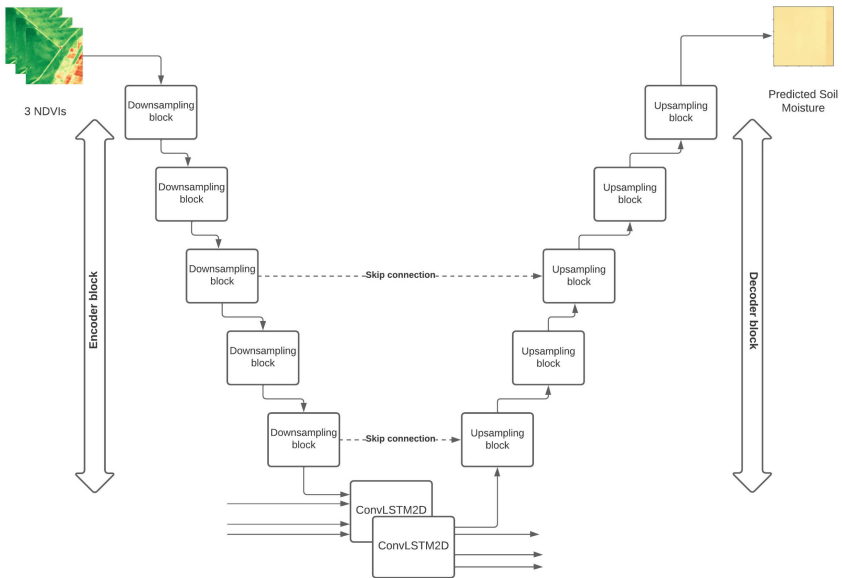 3 NDVIs
Predicted Soil
Moisture
Downsampling
block
Upsampling
block
Downsampling
block
Upsampling
block
Downsampling
block
Skip connection
Upsampling
block
Encoder block
Decoder block
Downsampling
block
Upsampling
block
Downsampling
block
Skip connection
Upsampling
block
ConvLSTM2D
ConvLSTM2D